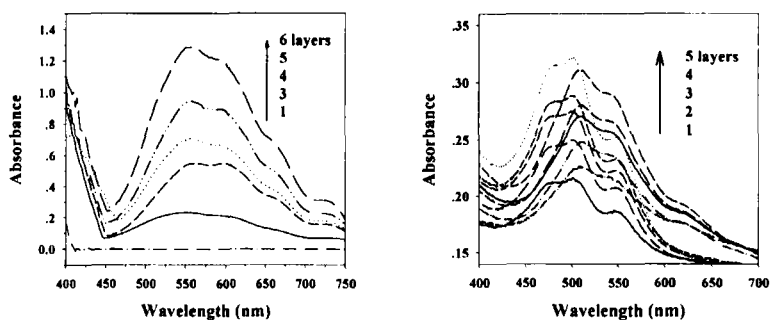 1.4
1.2
1.0
.8
.6
.4
.2
0.0
Absorbance
6 layers
5
4
3
1
400 450 500 550 600 650 700 750
Wavelength (nm)
.35
.30
.25
.20
.15
Absorbance
5 layers
4
3
2
1
400 450 500 550 600 650 700
Wavelength (nm)